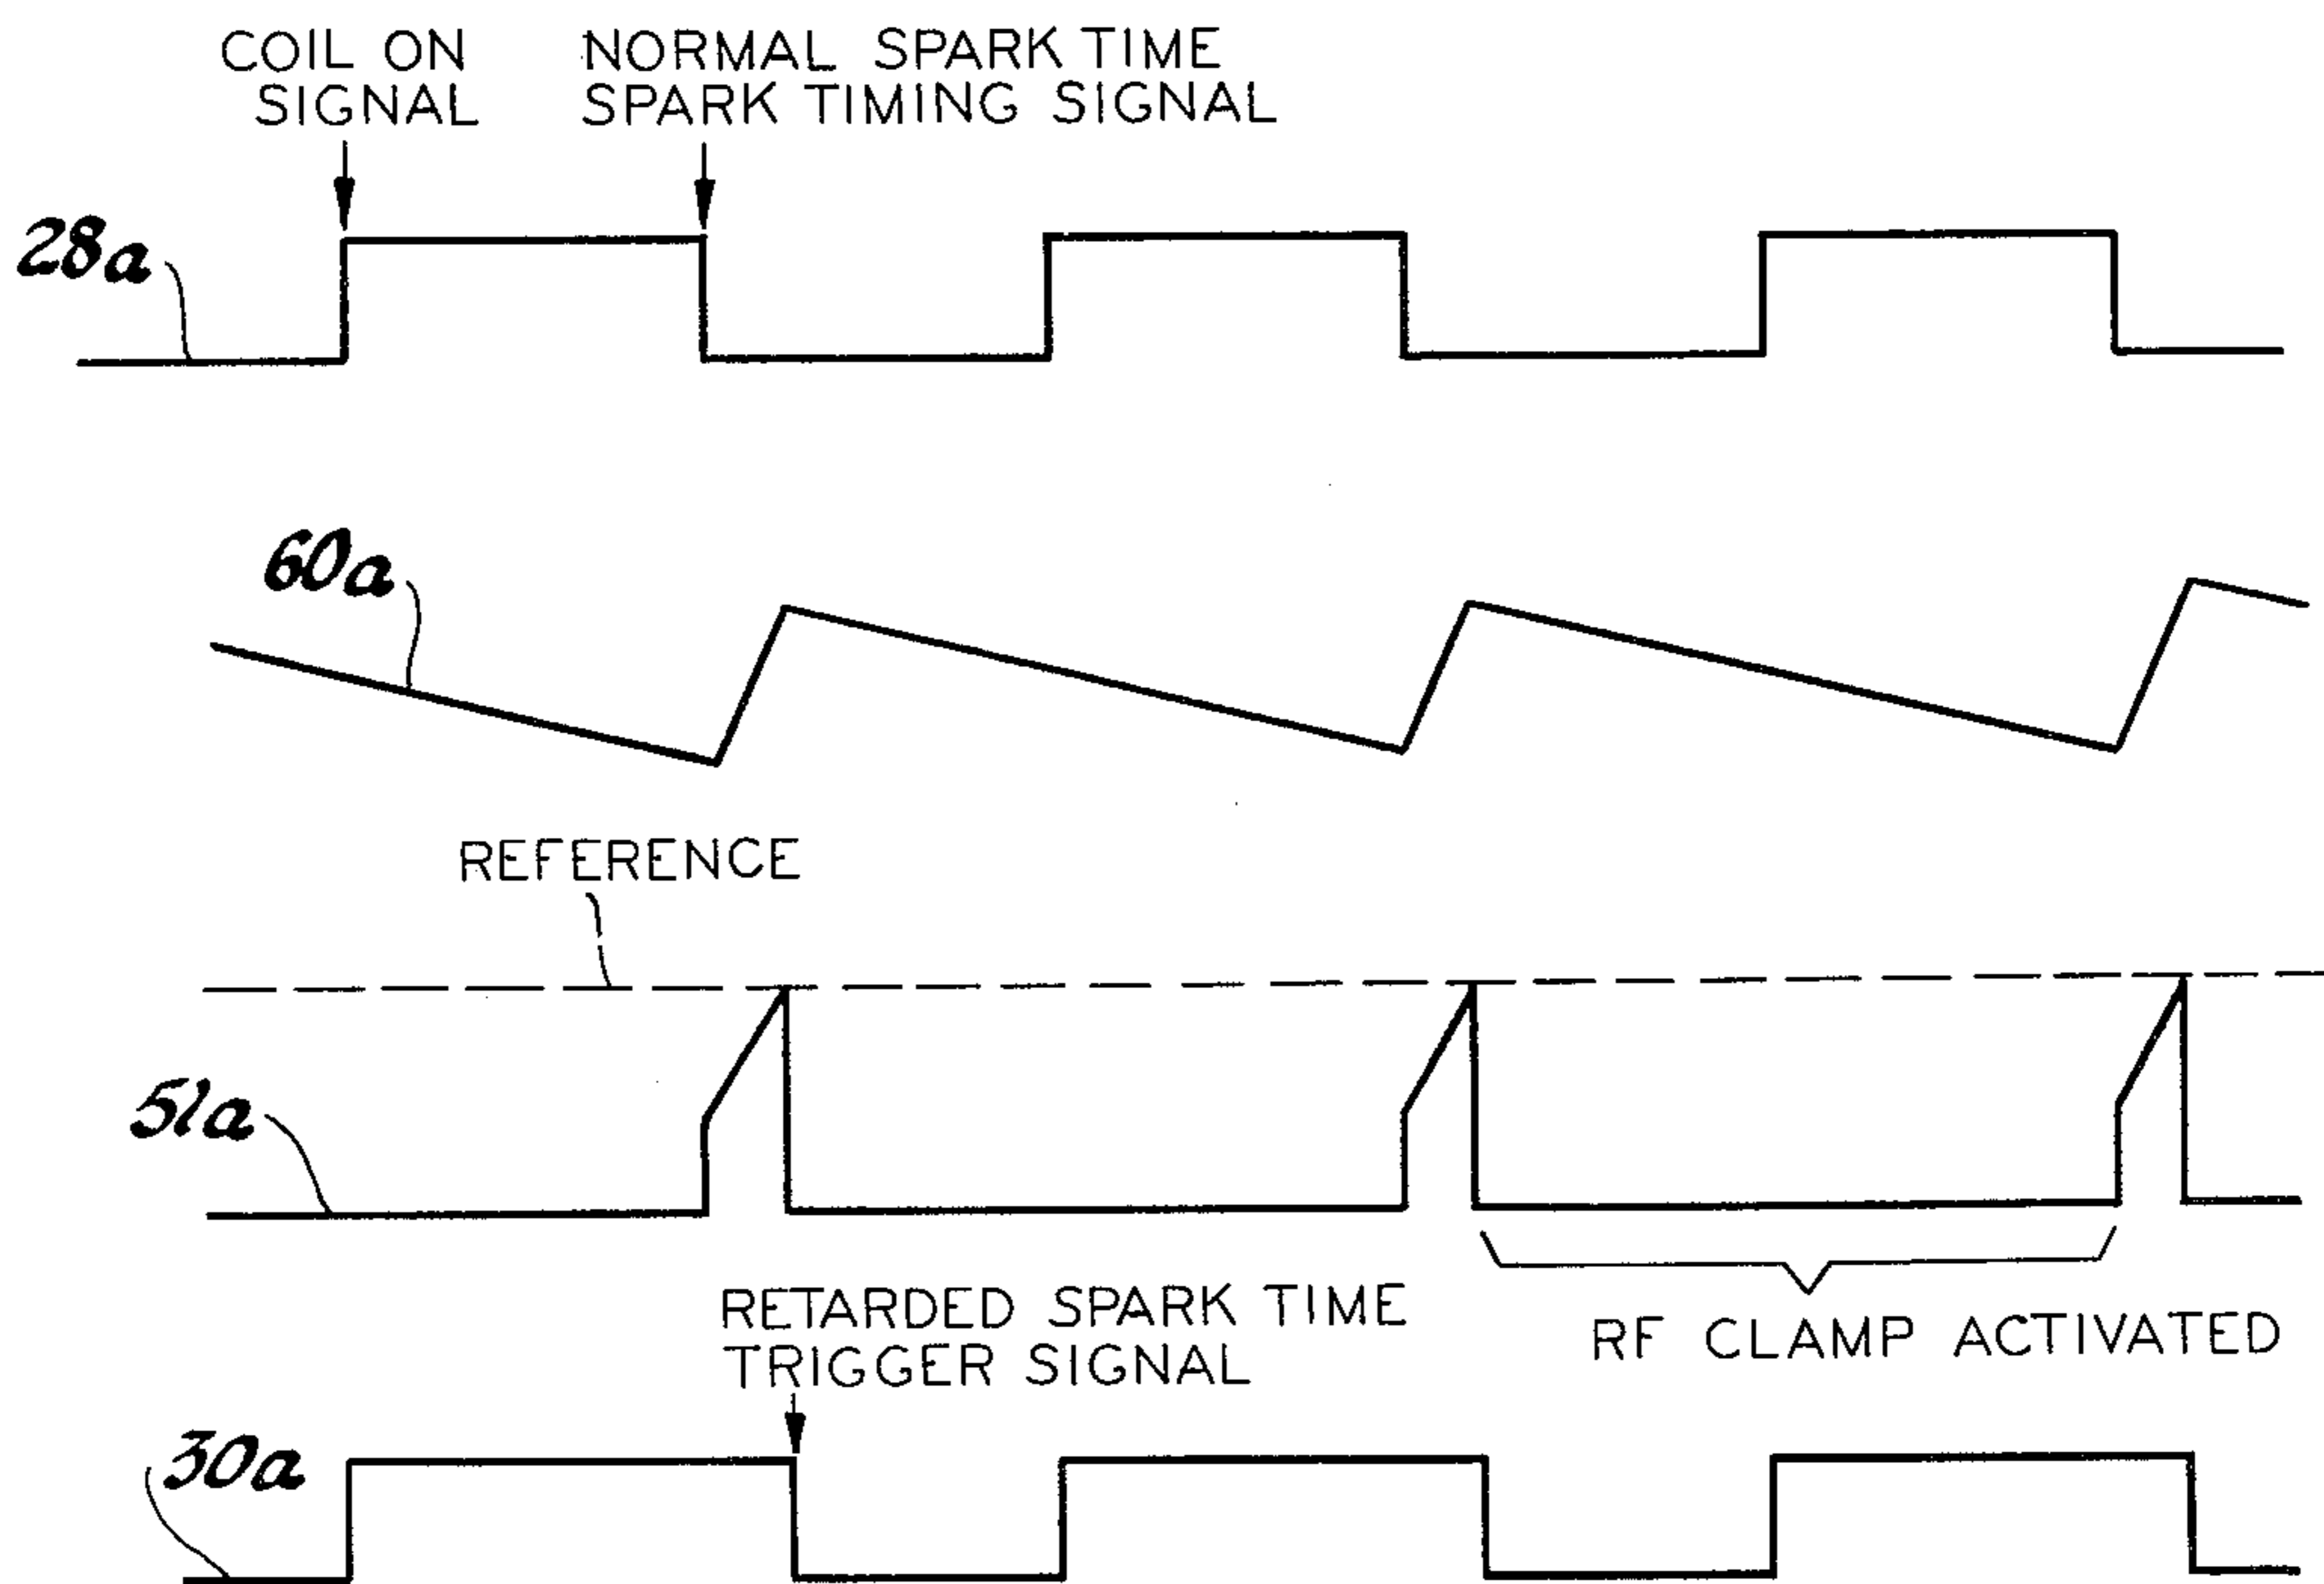 COIL ON
SIGNAL
NORMAL SPARK TIME
SPARK TIMING SIGNAL
28a
60a
REFERENCE
51a
RETARDED SPARK TIME
TRIGGER SIGNAL
RF CLAMP ACTIVATED
30a